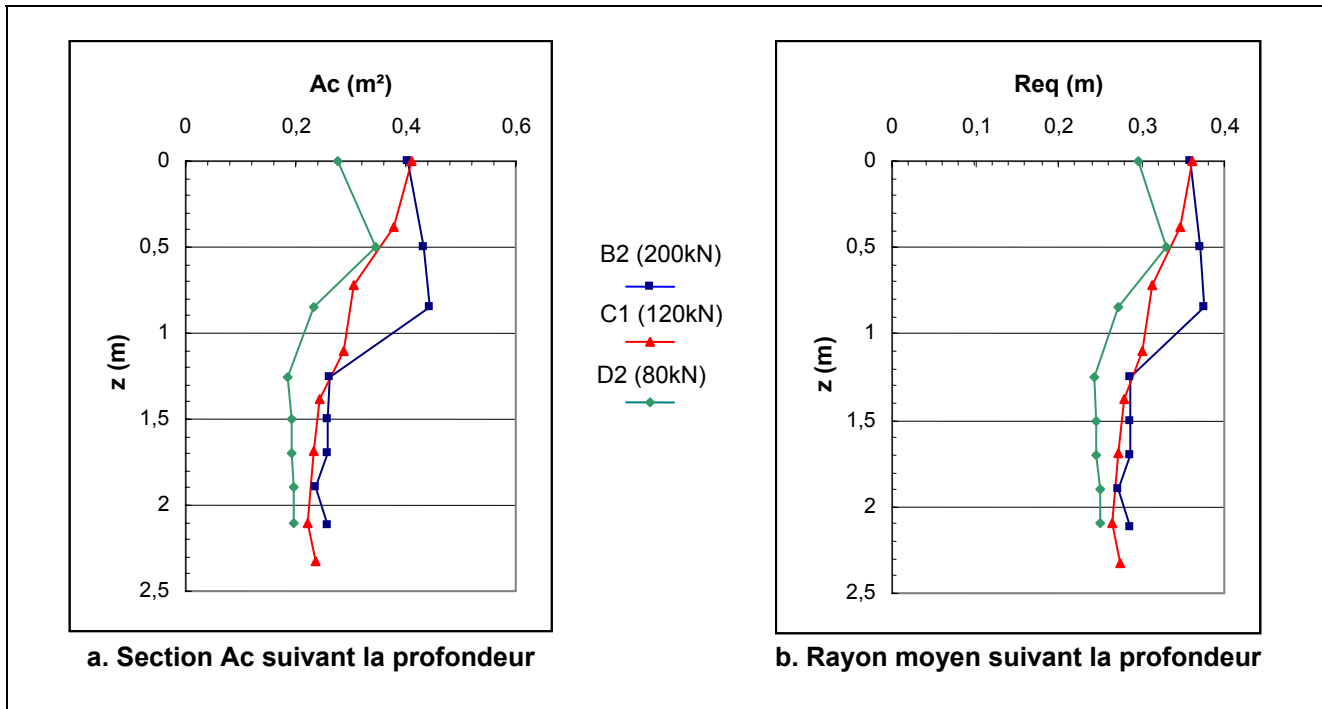 Ac (m²)
0 0,2 0,4 0,6
0
0,5
1
1,5
2
2,5
z (m)
a. Section Ac suivant la profondeur
B2 (200kN)
C1 (120kN)
D2 (80kN)
Req (m)
0 0,1 0,2 0,3 0,4
0
0,5
1
1,5
2
2,5
z (m)
b. Rayon moyen suivant la profondeur